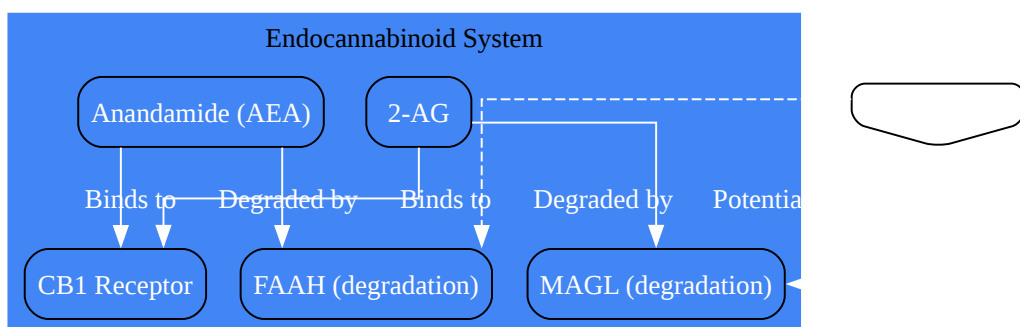 Endocannabinoid System
Anandamide (AEA)
2-AG
Binds to
Degraded by
Binds to
Degraded by
Potentia
CB1 Receptor
FAAH (degradation)
MAGL (degradation)